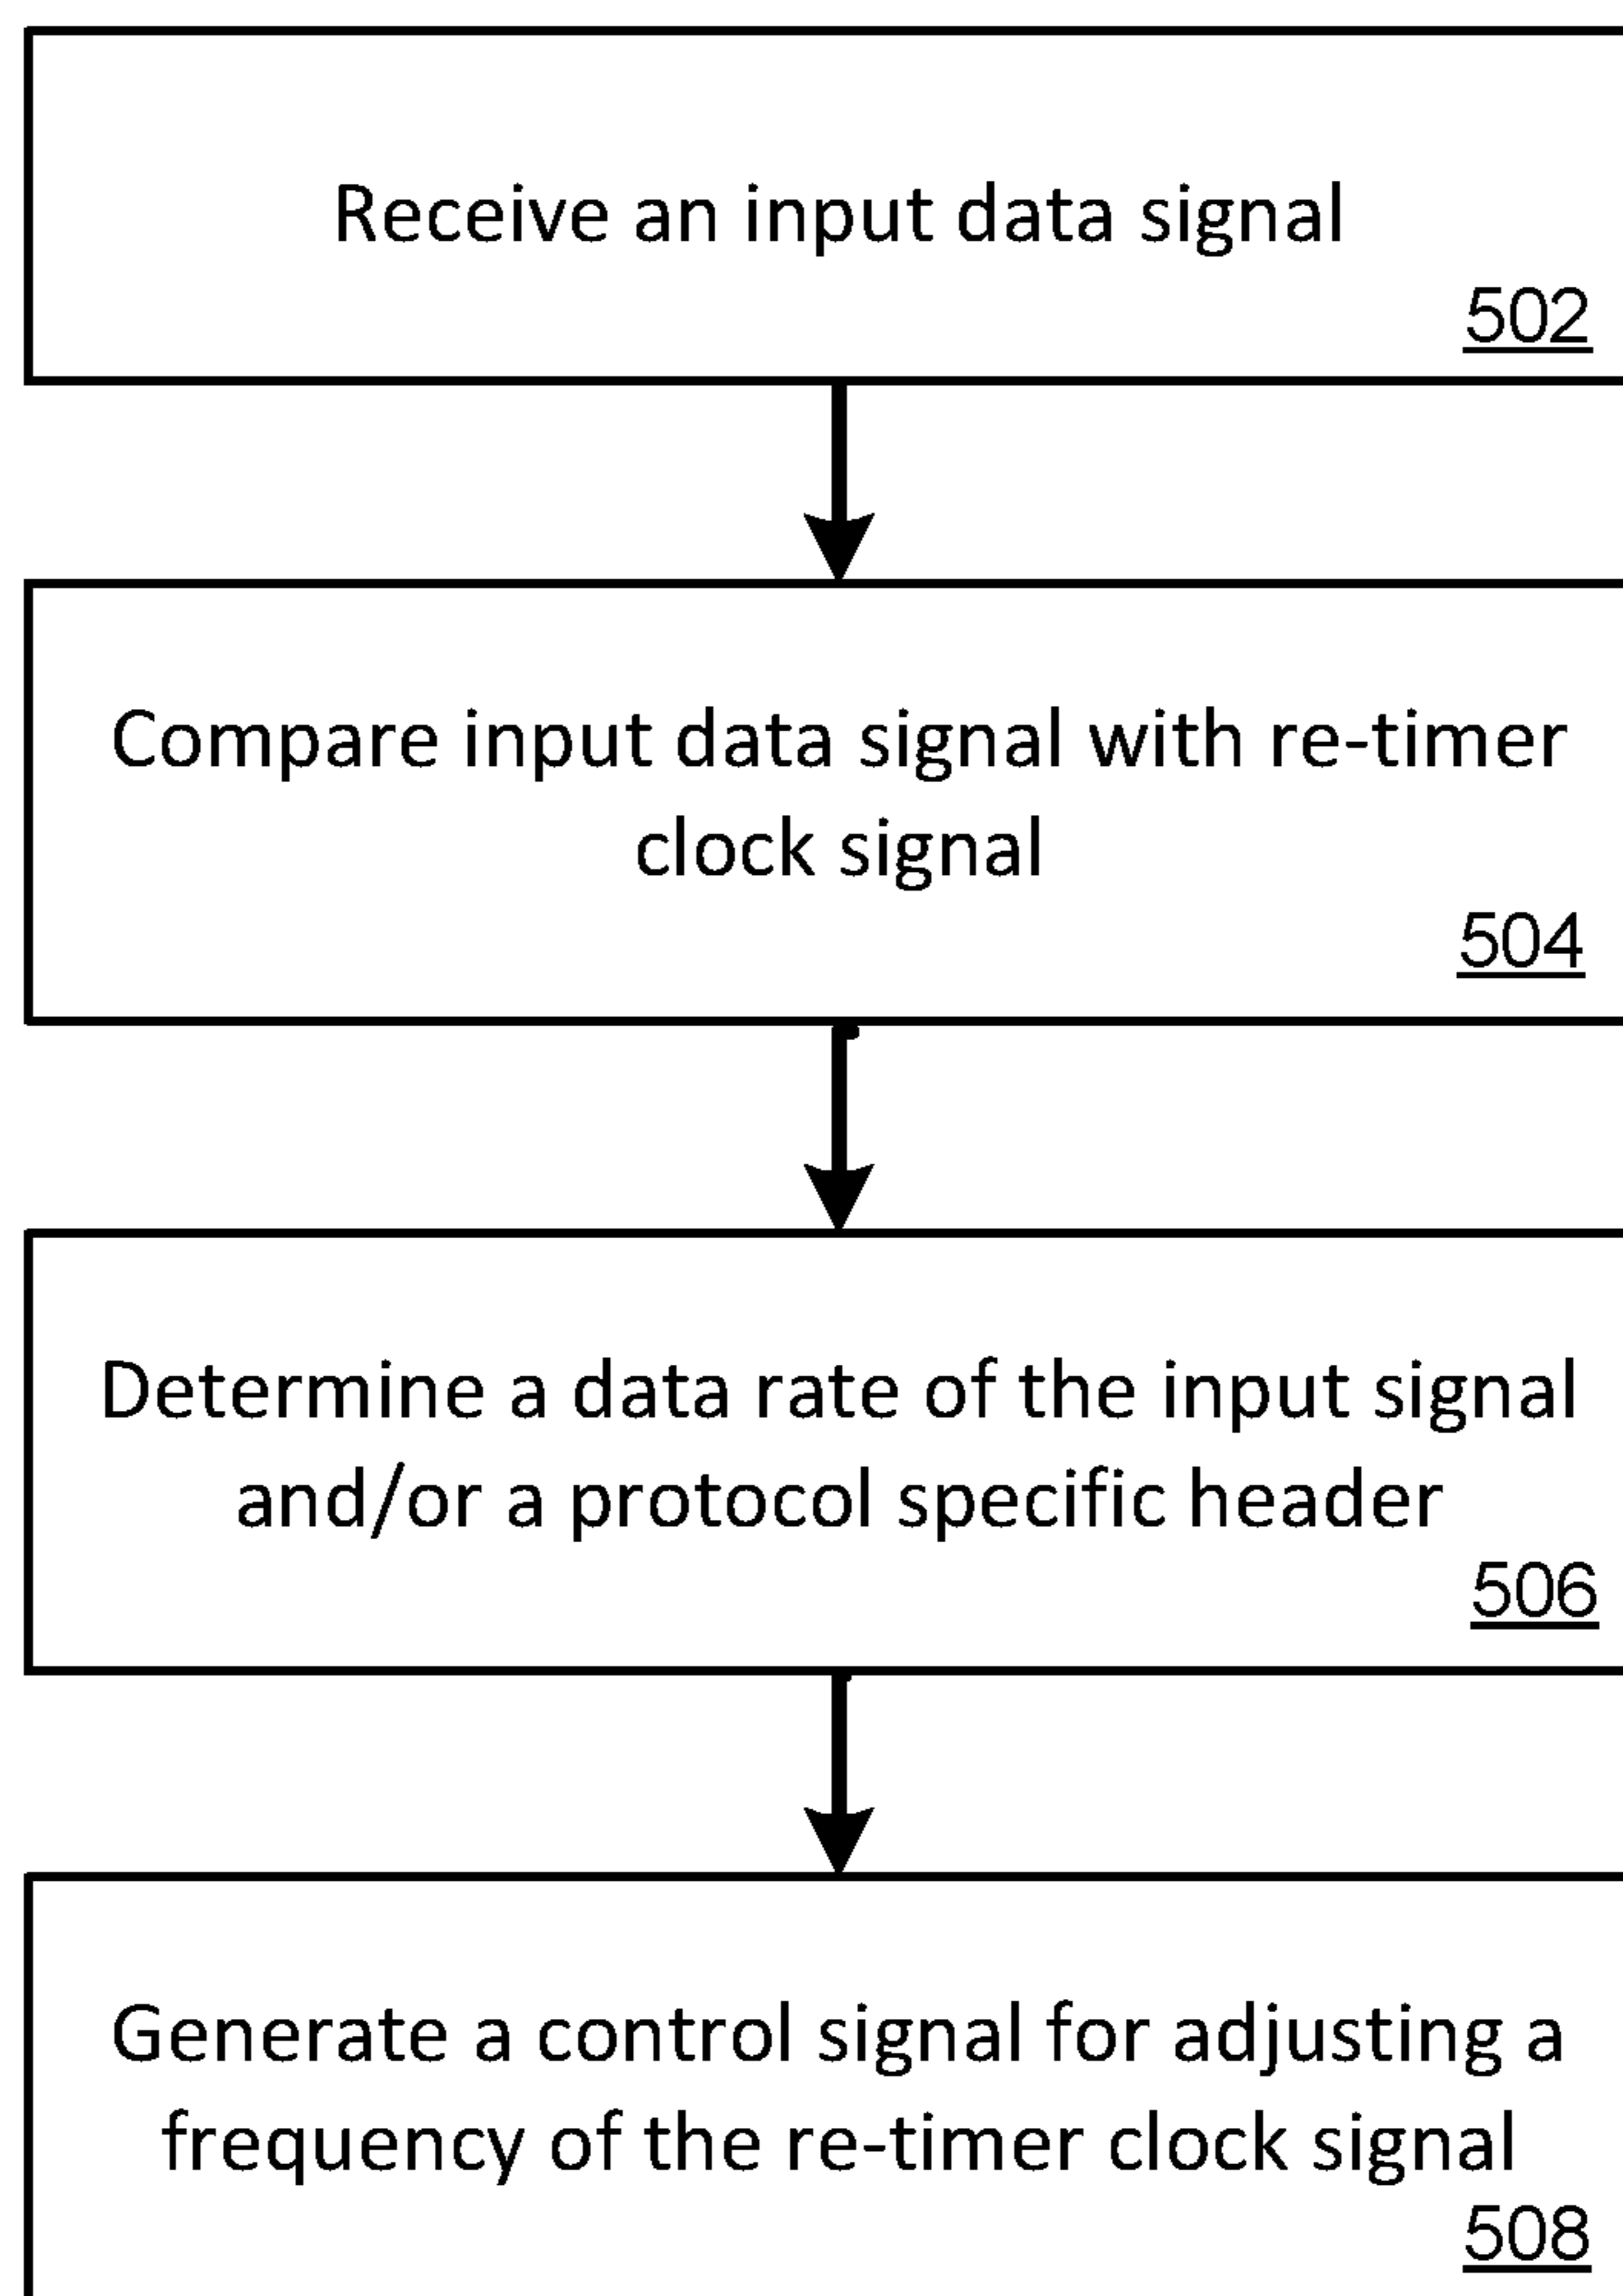 Receive an input data signal
502
Compare input data signal with re-timer
clock signal
504
Determine a data rate of the input signal
and/or a protocol specific header
506
Generate a control signal for adjusting a
frequency of the re-timer clock signal
508